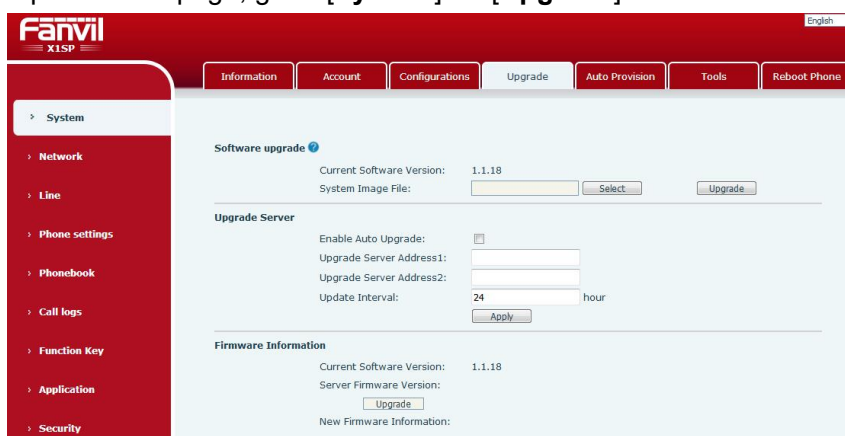 Fanvil
X1SP
English
Information Account Configurations Upgrade Auto Provision Tools Reboot Phone
› System
› Network
› Line
› Phone settings
› Phonebook
› Call logs
› Function Key
› Application
› Security
Software upgrade ?
Current Software Version: 1.1.18
System Image File: Select Upgrade
Upgrade Server
Enable Auto Upgrade:
Upgrade Server Address1:
Upgrade Server Address2:
Update Interval: 24 hour
Apply
Firmware Information
Current Software Version: 1.1.18
Server Firmware Version:
Upgrade
New Firmware Information: